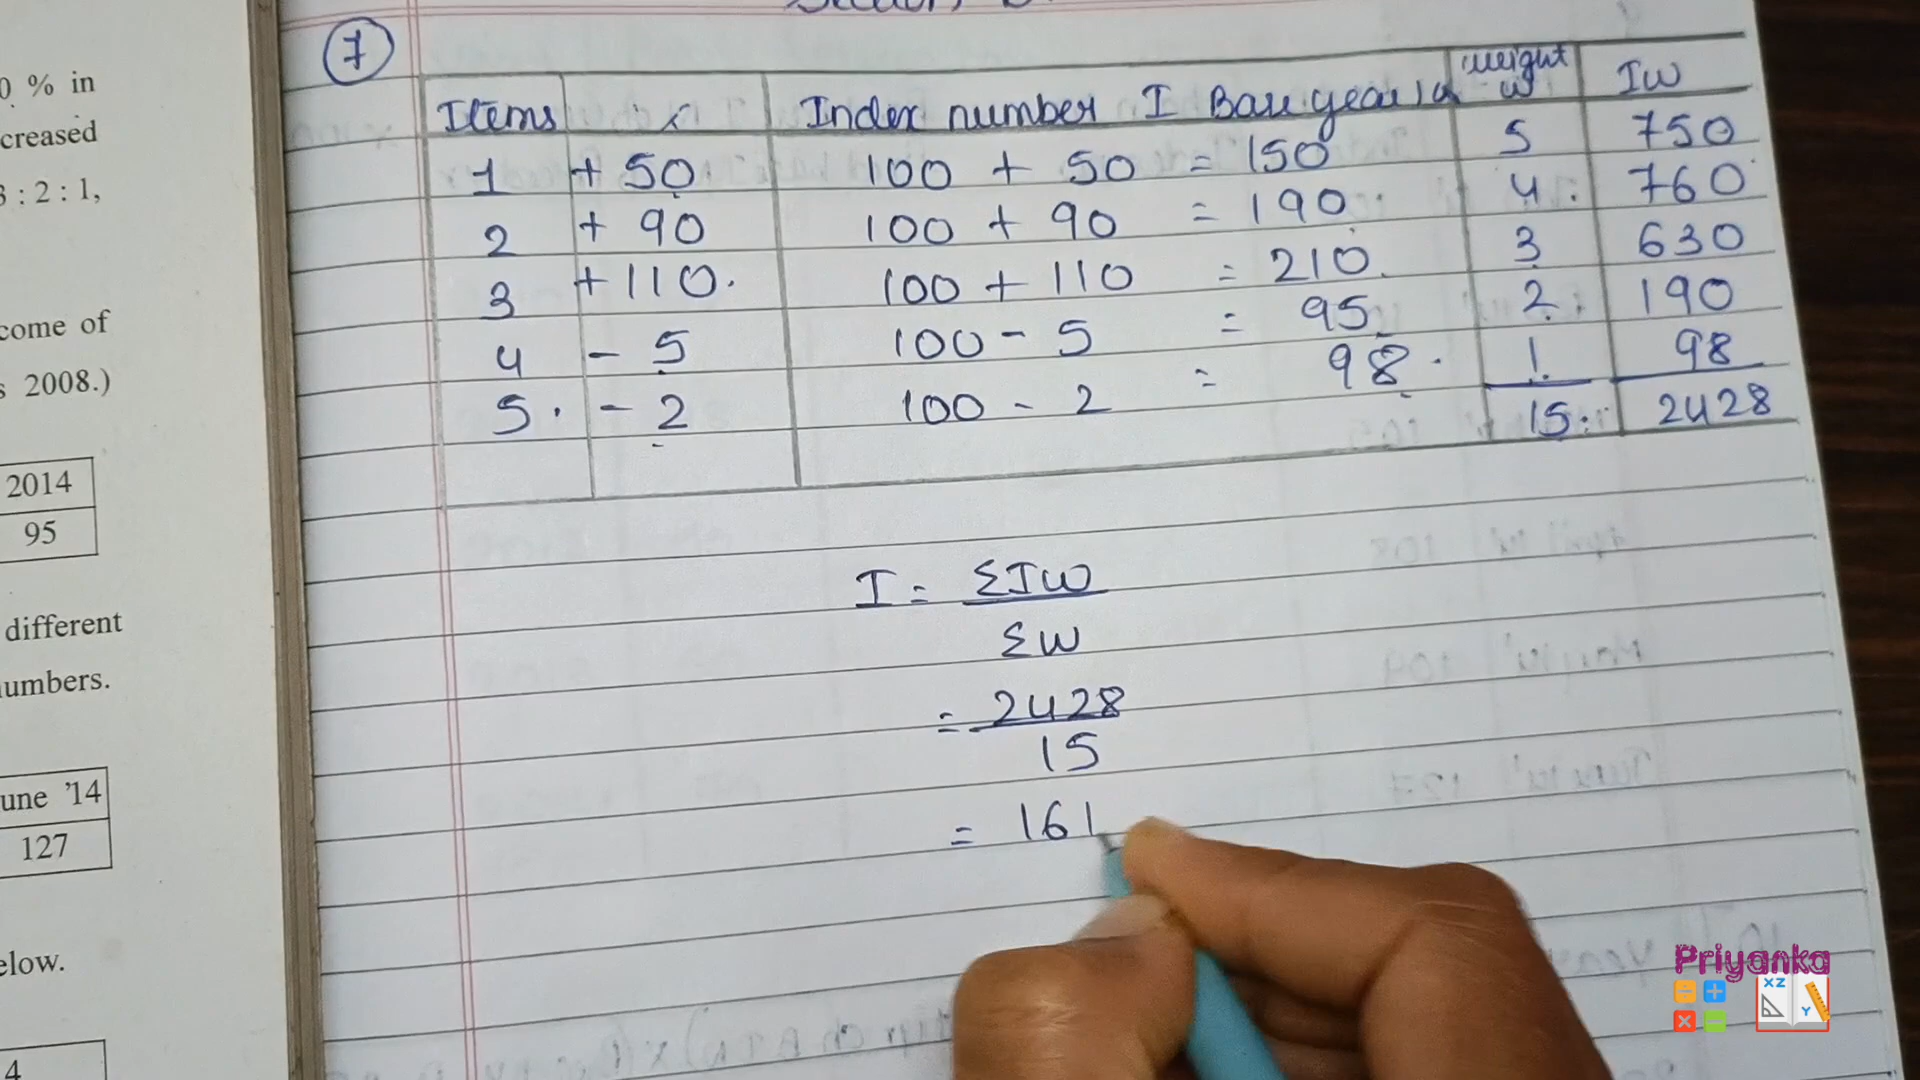 0 % in
creased
3 : 2 : 1,
come of
s 2008.)
2014
95
different
umbers.
une '14
127
elow.
4
7
Items % Index number I Base year 100 weight w IW
1 + 50 100 + 50 = 150 5 750
2 + 90 100 + 90 = 190 4 760
3 + 110 100 + 110 = 210 3 630
4 - 5 100 - 5 = 95 2 190
5 - 2 100 - 2 = 98 1 98
15 2428
I = ΣIW
ΣW
= 2428
15
= 161
Priyanka
XZ
Y